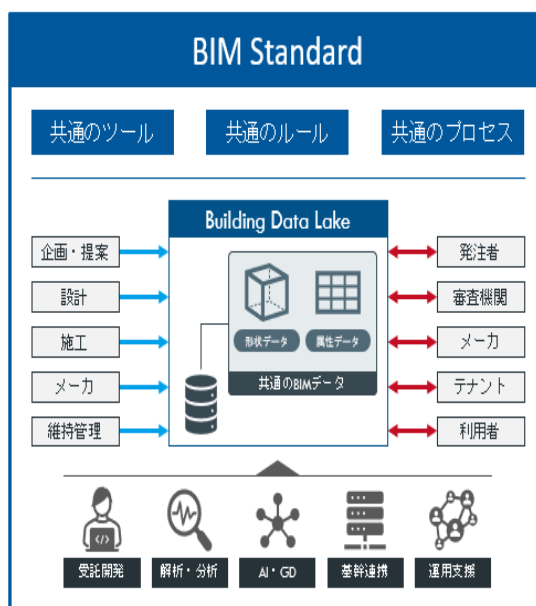 BIM Standard
共通のツール
共通のルール
共通のプロセス
Building Data Lake
企画・提案
設計
施工
メーカ
維持管理
形状データ
属性データ
共通のBIMデータ
発注者
審査機関
メーカ
テナント
利用者
</>
受託開発
解析・分析
AI・GD
基幹連携
運用支援